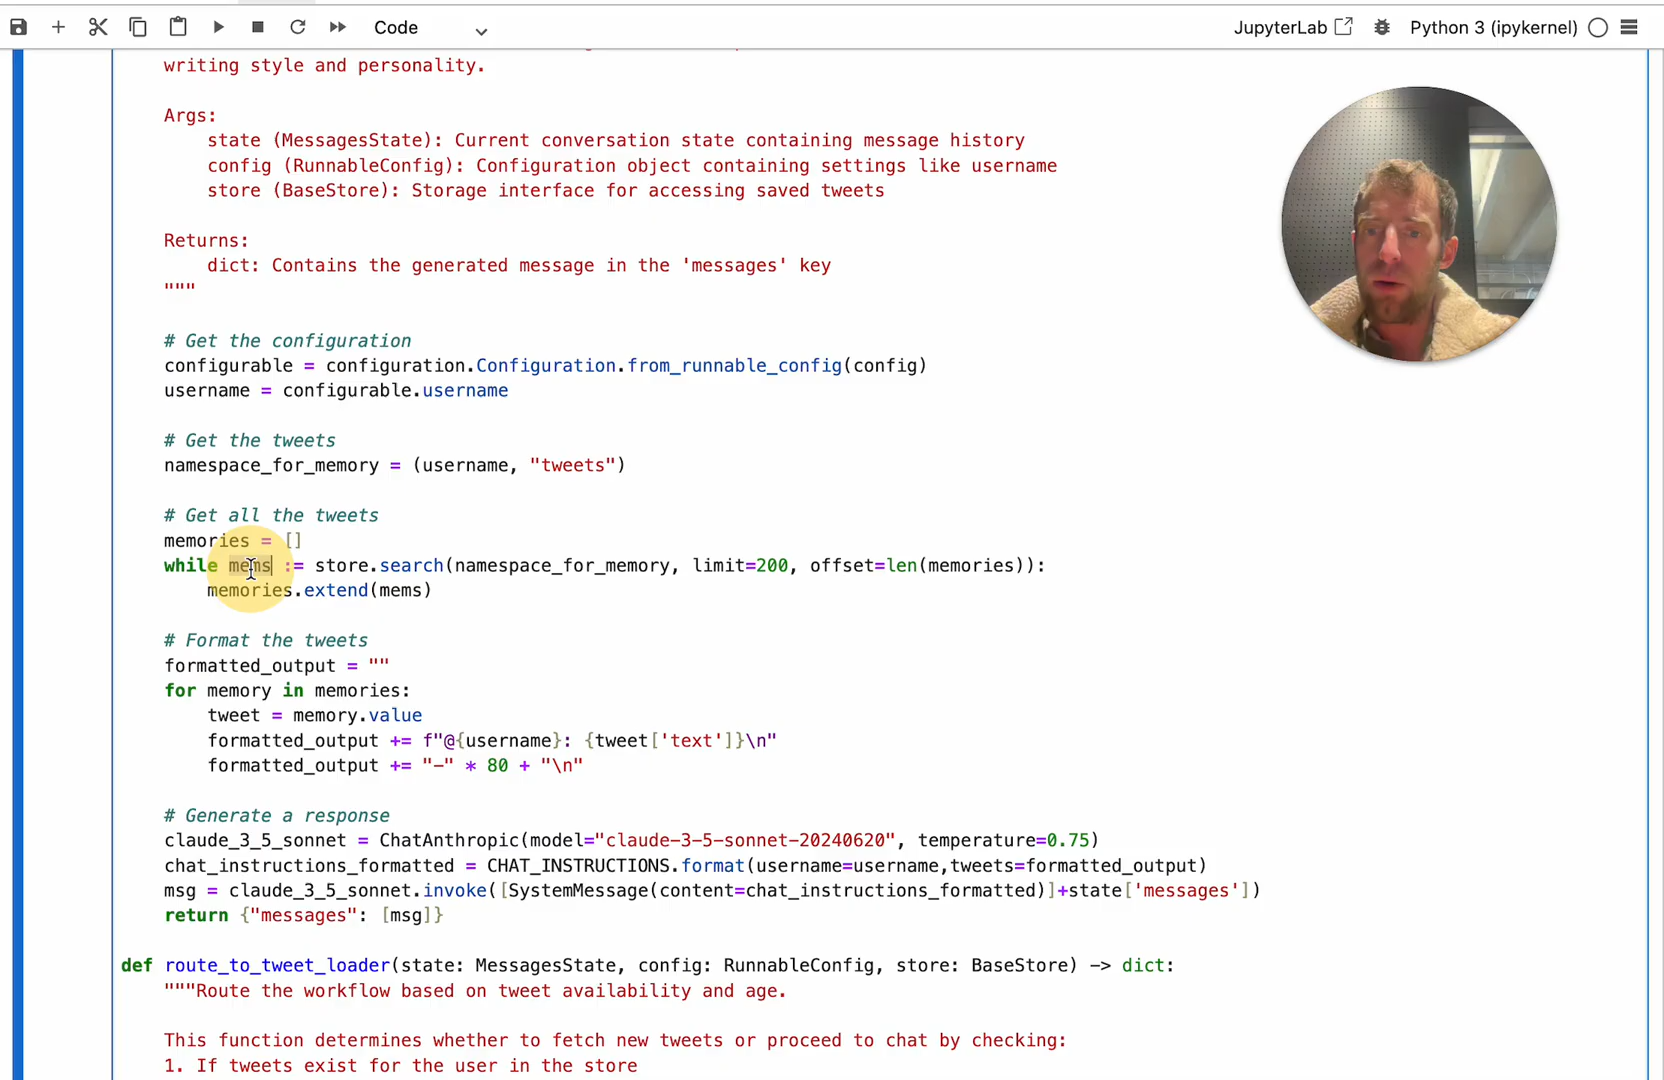 Code
JupyterLab
Python 3 (ipykernel)
writing style and personality.
Args:
state (MessagesState): Current conversation state containing message history
config (RunnableConfig): Configuration object containing settings like username
store (BaseStore): Storage interface for accessing saved tweets
Returns:
dict: Contains the generated message in the 'messages' key
"""
# Get the configuration
configurable = configuration.Configuration.from_runnable_config(config)
username = configurable.username
# Get the tweets
namespace_for_memory = (username, "tweets")
# Get all the tweets
memories = []
while mems := store.search(namespace_for_memory, limit=200, offset=len(memories)):
memories.extend(mems)
# Format the tweets
formatted_output = ""
for memory in memories:
tweet = memory.value
formatted_output += f"@{username}: {tweet['text']}\n"
formatted_output += "-" * 80 + "\n"
# Generate a response
claude_3_5_sonnet = ChatAnthropic(model="claude-3-5-sonnet-20240620", temperature=0.75)
chat_instructions_formatted = CHAT_INSTRUCTIONS.format(username=username,tweets=formatted_output)
msg = claude_3_5_sonnet.invoke([SystemMessage(content=chat_instructions_formatted)]+state['messages'])
return {"messages": [msg]}
def route_to_tweet_loader(state: MessagesState, config: RunnableConfig, store: BaseStore) -> dict:
"""Route the workflow based on tweet availability and age.
This function determines whether to fetch new tweets or proceed to chat by checking:
1. If tweets exist for the user in the store